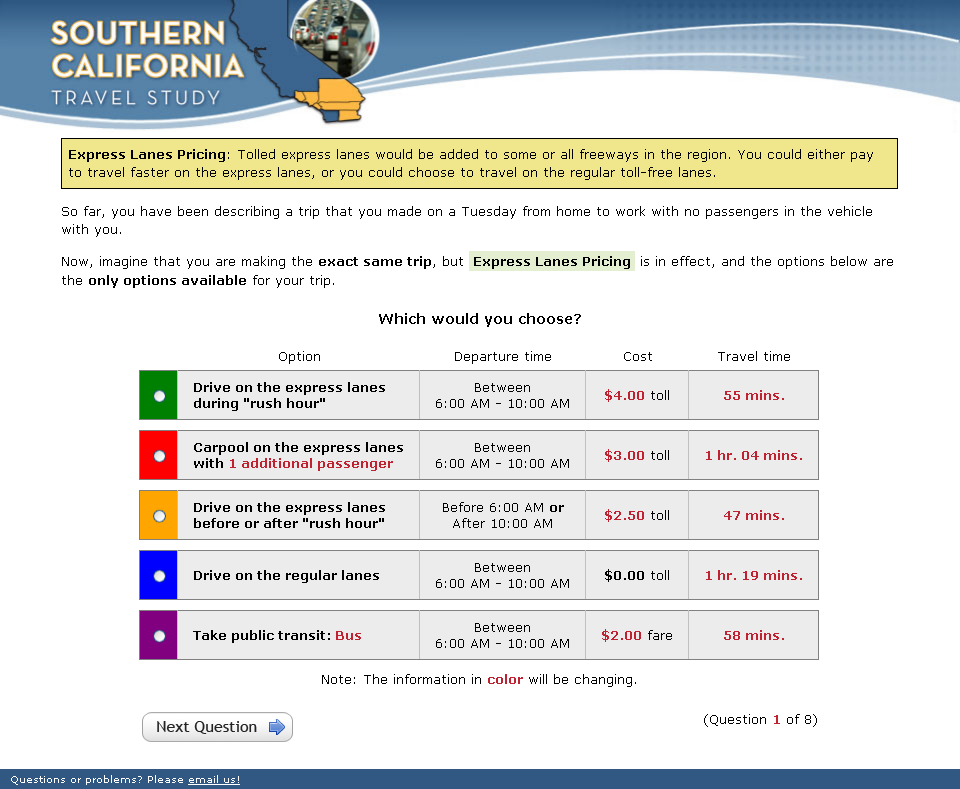 SOUTHERN
CALIFORNIA
TRAVEL STUDY
Express Lanes Pricing: Tolled express lanes would be added to some or all freeways in the region. You could either pay
to travel faster on the express lanes, or you could choose to travel on the regular toll-free lanes.
So far, you have been describing a trip that you made on a Tuesday from home to work with no passengers in the vehicle
with you.
Now, imagine that you are making the exact same trip, but Express Lanes Pricing is in effect, and the options below are
the only options available for your trip.
Which would you choose?
Option Departure time Cost Travel time
Drive on the express lanes
during "rush hour"
Between
6:00 AM - 10:00 AM
$4.00 toll
55 mins.
Carpool on the express lanes
with 1 additional passenger
Between
6:00 AM - 10:00 AM
$3.00 toll
1 hr. 04 mins.
Drive on the express lanes
before or after "rush hour"
Before 6:00 AM or
After 10:00 AM
$2.50 toll
47 mins.
Drive on the regular lanes
Between
6:00 AM - 10:00 AM
$0.00 toll
1 hr. 19 mins.
Take public transit: Bus
Between
6:00 AM - 10:00 AM
$2.00 fare
58 mins.
Note: The information in color will be changing.
Next Question
(Question 1 of 8)
Questions or problems? Please email us!